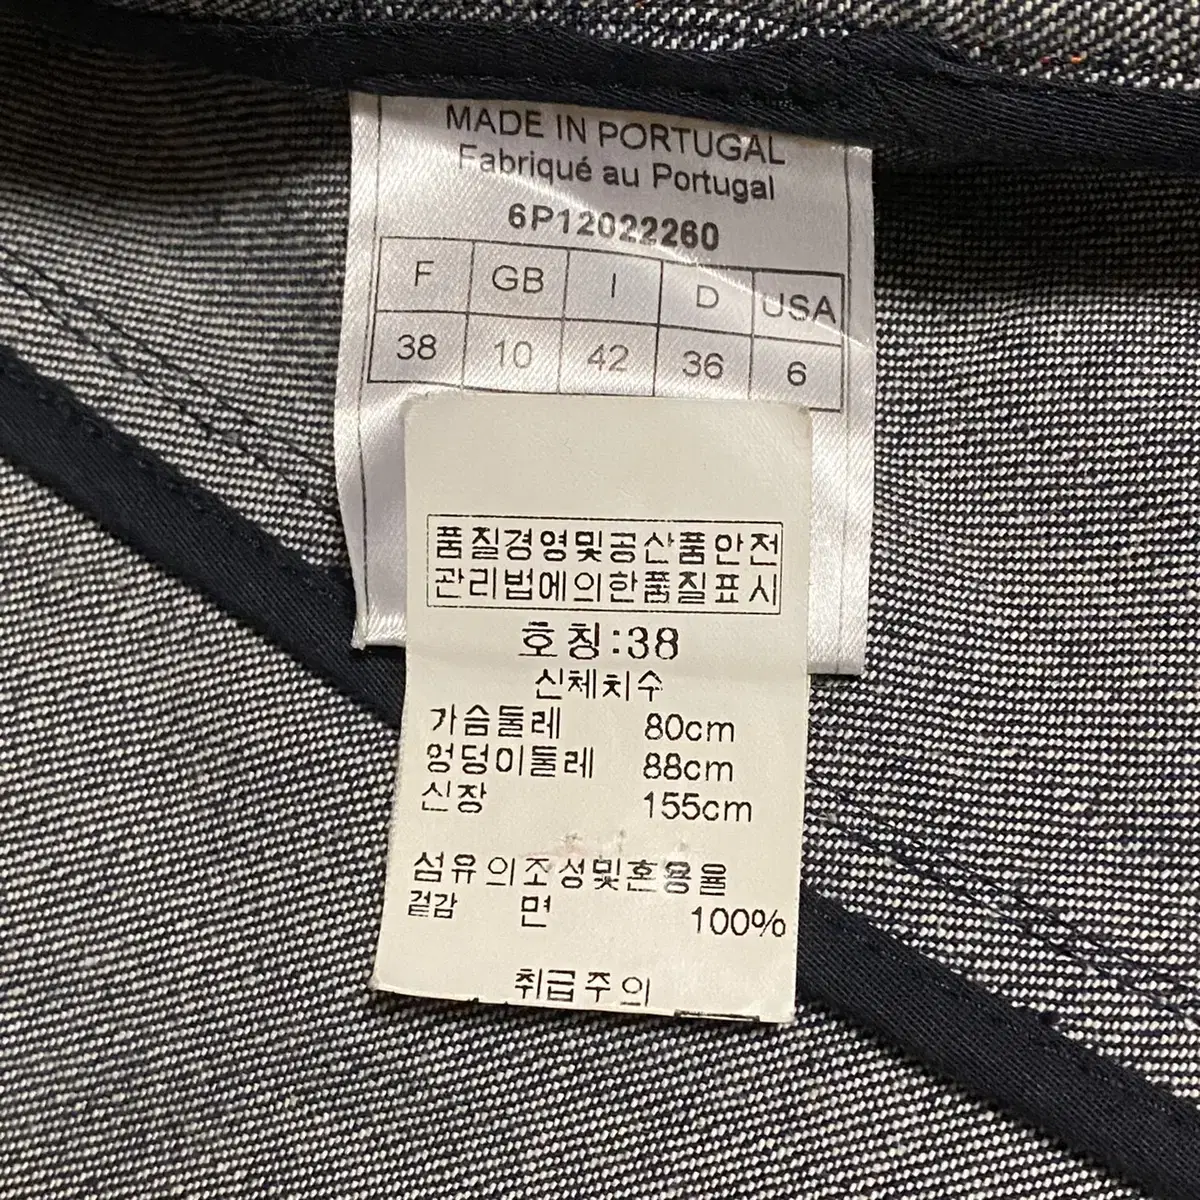 MADE IN PORTUGAL
Fabriqué au Portugal
6P12022260
F GB I D USA
38 10 42 36 6
품질경영및공산품안전
관리법에의한품질표시
호칭:38
신체치수
가슴둘레 80cm
엉덩이둘레 88cm
신장 155cm
섬유의조성및혼용율
겉감 면 100%
취급주의